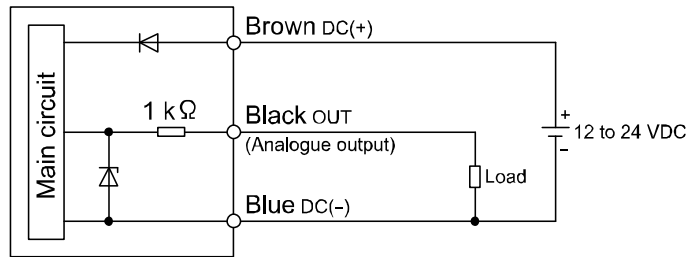 Main circuit
Brown DC(+)
1 kΩ
Black OUT
(Analogue output)
+
12 to 24 VDC
−
Load
Blue DC(−)